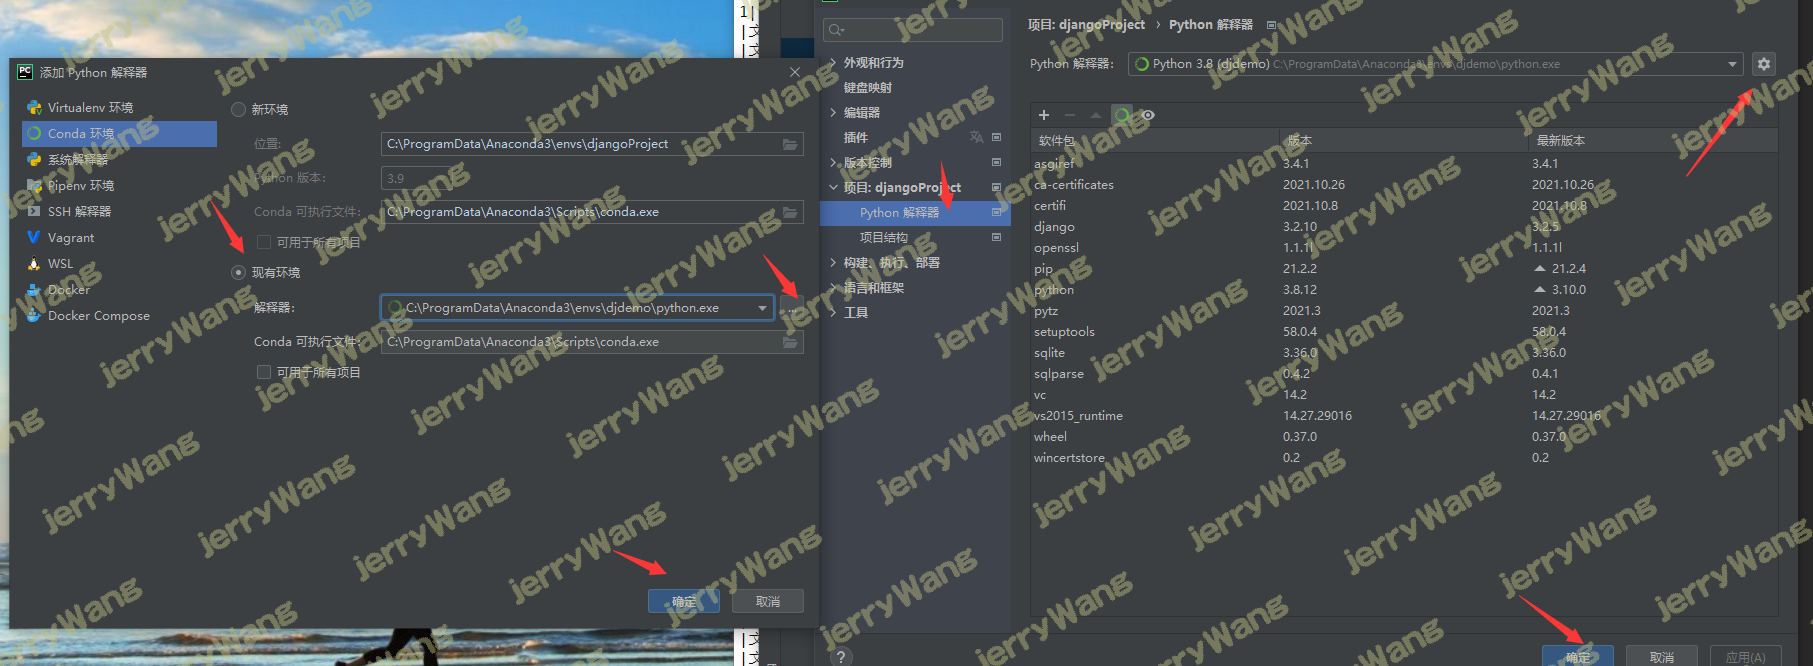 添加 Python 解释器
Virtualenv 环境
Conda 环境
系统解释器
Pipenv 环境
SSH 解释器
Vagrant
WSL
Docker
Docker Compose
新环境
位置:
C:\ProgramData\Anaconda3\envs\djangoProject
Python 版本:
3.9
Conda 可执行文件:
C:\ProgramData\Anaconda3\Scripts\conda.exe
可用于所有项目
现有环境
解释器:
C:\ProgramData\Anaconda3\envs\djdemo\python.exe
...
Conda 可执行文件:
C:\ProgramData\Anaconda3\Scripts\conda.exe
可用于所有项目
确定
取消
外观和行为
键盘映射
编辑器
插件
版本控制
项目: djangoProject
Python 解释器
项目结构
构建、执行、部署
语言和框架
工具
?
项目: djangoProject › Python 解释器
Python 解释器:
Python 3.8 (djdemo) C:\ProgramData\Anaconda3\envs\djdemo\python.exe
软件包 版本 最新版本
asgiref 3.4.1 3.4.1
ca-certificates 2021.10.26 2021.10.26
certifi 2021.10.8 2021.10.8
django 3.2.10 3.2.5
openssl 1.1.1l 1.1.1l
pip 21.2.2 21.2.4
python 3.8.12 3.10.0
pytz 2021.3 2021.3
setuptools 58.0.4 58.0.4
sqlite 3.36.0 3.36.0
sqlparse 0.4.2 0.4.1
vc 14.2 14.2
vs2015_runtime 14.27.29016 14.27.29016
wheel 0.37.0 0.37.0
wincertstore 0.2 0.2
确定
取消
应用(A)
jerryWang